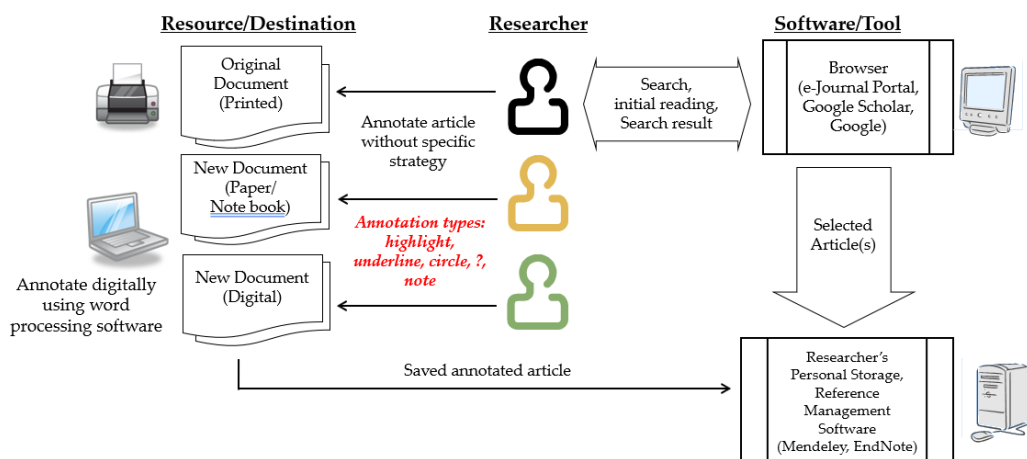 Resource/Destination
Researcher
Software/Tool
Original
Document
(Printed)
Search,
initial reading,
Search result
Browser
(e-Journal Portal,
Google Scholar,
Google)
Annotate article
without specific
strategy
New Document
(Paper/
Note book)
Annotation types:
highlight,
underline, circle, ?,
note
Selected
Article(s)
New Document
(Digital)
Annotate digitally
using word
processing software
Saved annotated article
Researcher's
Personal Storage,
Reference
Management
Software
(Mendeley, EndNote)